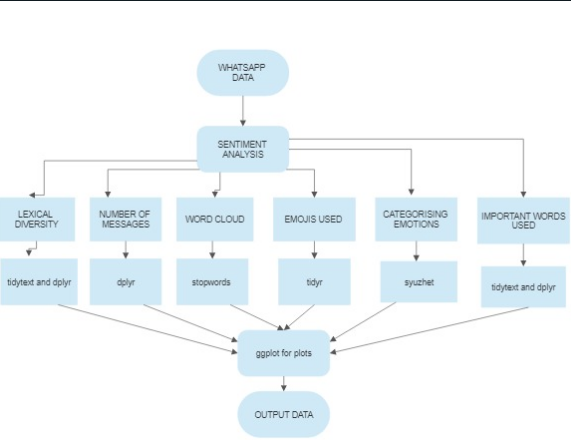 WHATSAPP
DATA
SENTIMENT
ANALYSIS
LEXICAL
DIVERSITY
NUMBER OF
MESSAGES
WORD CLOUD
EMOJIS USED
CATEGORISING
EMOTIONS
IMPORTANT WORDS
USED
tidytext and dplyr
dplyr
stopwords
tidyr
syuzhet
tidytext and dplyr
ggplot for plots
OUTPUT DATA